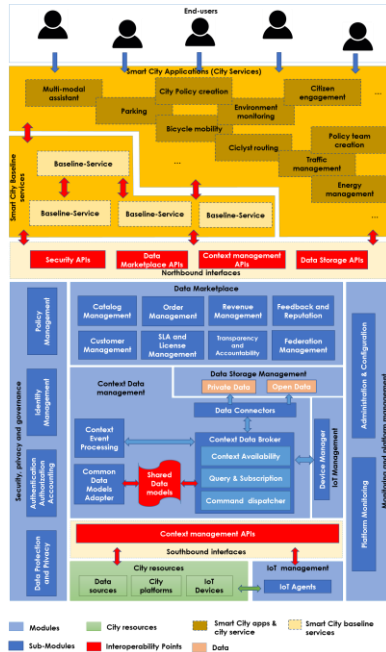 End-users
Smart City Applications (City Services)
Multi-modal
assistant
City Policy creation
Citizen
engagement
...
Parking
Environment
monitoring
Bicycle mobility
Ciclyst routing
Policy team
creation
...
Traffic
management
Energy
management
...
Smart City Baseline
services
Baseline-Service
Baseline-Service
Baseline-Service
Baseline-Service
Security APIs
Data
Marketplace APIs
Context management
APIs
Data Storage APIs
Northbound interfaces
Security, privacy and governance
Policy
Management
Identity
Management
Authentication
Authorization
Accounting
Data Protection
and Privacy
Data Marketplace
Catalog
Management
Order
Management
Revenue
Management
Feedback and
Reputation
Customer
Management
SLA and
License
Management
Transparency
and
Accountability
Federation
Management
Data Storage Management
Private Data
Open Data
Context Data
management
Data Connectors
Context
Event
Processing
Context Data Broker
Context Availability
Query & Subscription
Command dispatcher
Common
Data
Models
Adapter
Shared
Data
models
Device Manager
IoT Management
Administration & Configuration
Platform Monitoring
Monitoring and platform management
Context management APIs
Southbound interfaces
City resources
Data
sources
City
platforms
IoT
Devices
IoT management
IoT Agents
Modules
City resources
Smart City apps &
city service
Smart City baseline
services
Sub-Modules
Interoperability Points
Data